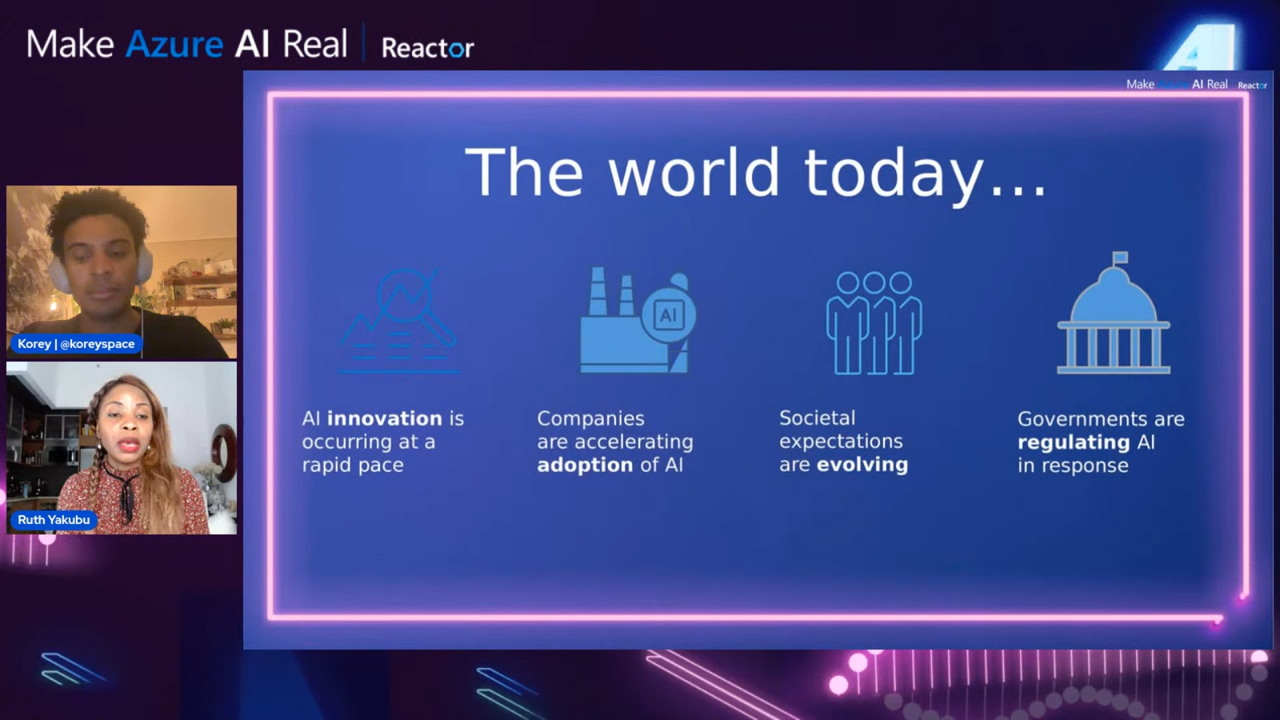 Make Azure AI Real | Reactor
Make Azure AI Real Reactor
The world today...
AI
AI innovation is
occurring at a
rapid pace
Companies
are accelerating
adoption of AI
Societal
expectations
are evolving
Governments are
regulating AI
in response
Korey | @koreyspace
Ruth Yakubu